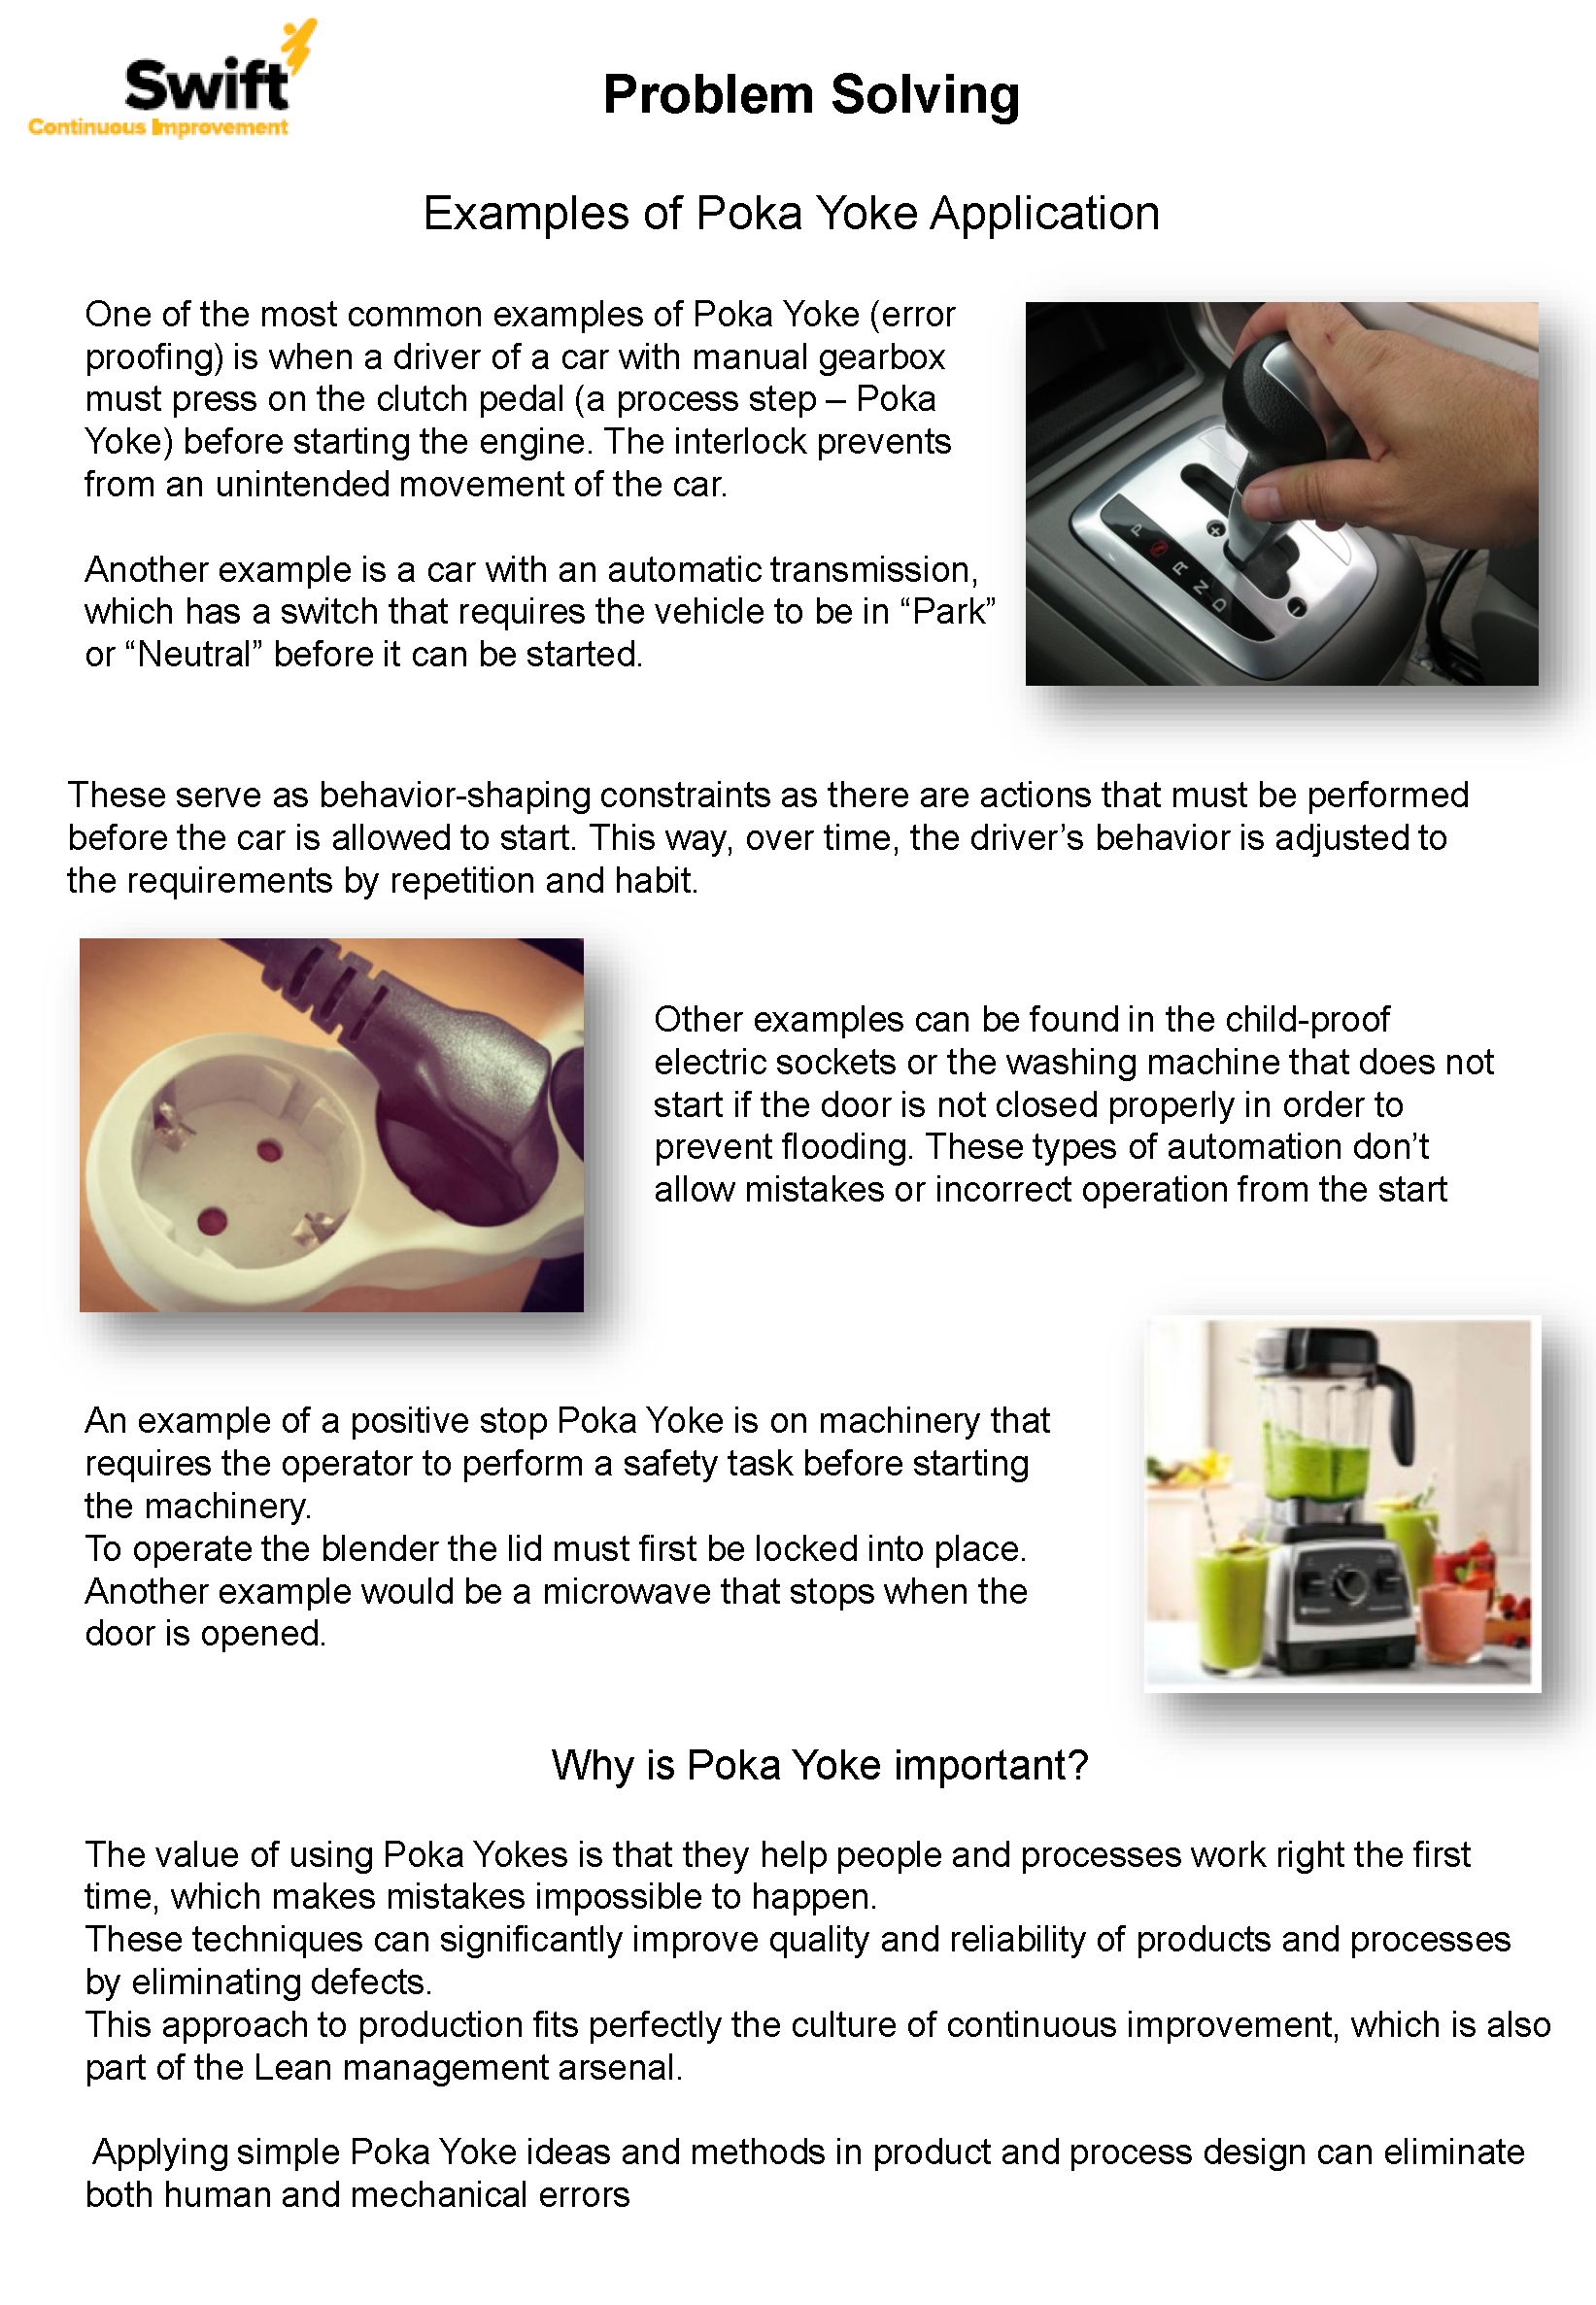 Swift
Continuous Improvement
Problem Solving
Examples of Poka Yoke Application
One of the most common examples of Poka Yoke (error
proofing) is when a driver of a car with manual gearbox
must press on the clutch pedal (a process step – Poka
Yoke) before starting the engine. The interlock prevents
from an unintended movement of the car.
Another example is a car with an automatic transmission,
which has a switch that requires the vehicle to be in “Park”
or “Neutral” before it can be started.
P
R
N
D
+
-
These serve as behavior-shaping constraints as there are actions that must be performed
before the car is allowed to start. This way, over time, the driver’s behavior is adjusted to
the requirements by repetition and habit.
Other examples can be found in the child-proof
electric sockets or the washing machine that does not
start if the door is not closed properly in order to
prevent flooding. These types of automation don’t
allow mistakes or incorrect operation from the start
An example of a positive stop Poka Yoke is on machinery that
requires the operator to perform a safety task before starting
the machinery.
To operate the blender the lid must first be locked into place.
Another example would be a microwave that stops when the
door is opened.
Why is Poka Yoke important?
The value of using Poka Yokes is that they help people and processes work right the first
time, which makes mistakes impossible to happen.
These techniques can significantly improve quality and reliability of products and processes
by eliminating defects.
This approach to production fits perfectly the culture of continuous improvement, which is also
part of the Lean management arsenal.
Applying simple Poka Yoke ideas and methods in product and process design can eliminate
both human and mechanical errors